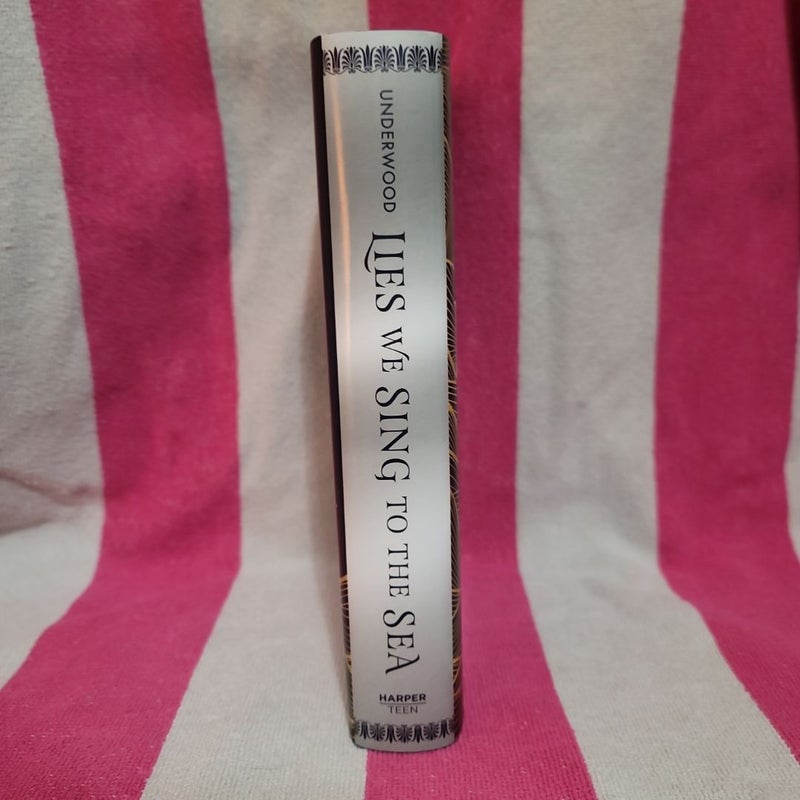 UNDERWOOD
LIES WE SING TO THE SEA
HARPER
TEEN